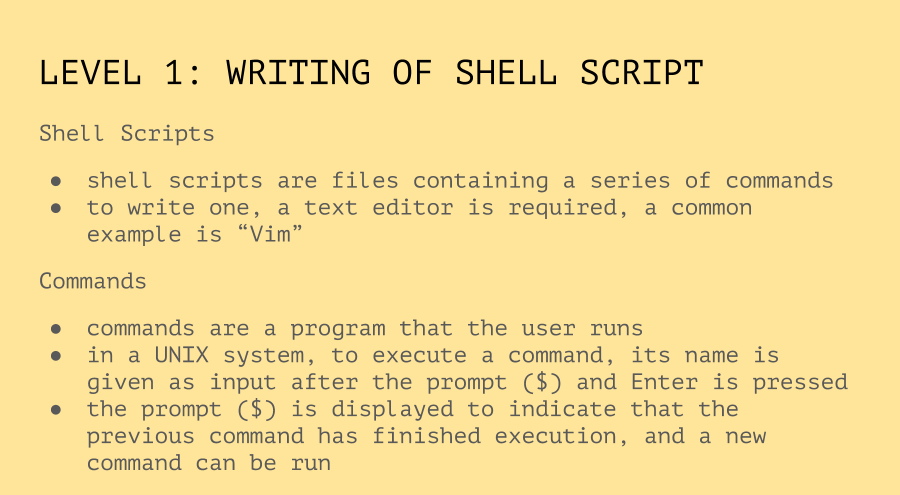 LEVEL 1: WRITING OF SHELL SCRIPT
Shell Scripts
● shell scripts are files containing a series of commands
● to write one, a text editor is required, a common
example is “Vim”
Commands
● commands are a program that the user runs
● in a UNIX system, to execute a command, its name is
given as input after the prompt ($) and Enter is pressed
● the prompt ($) is displayed to indicate that the
previous command has finished execution, and a new
command can be run